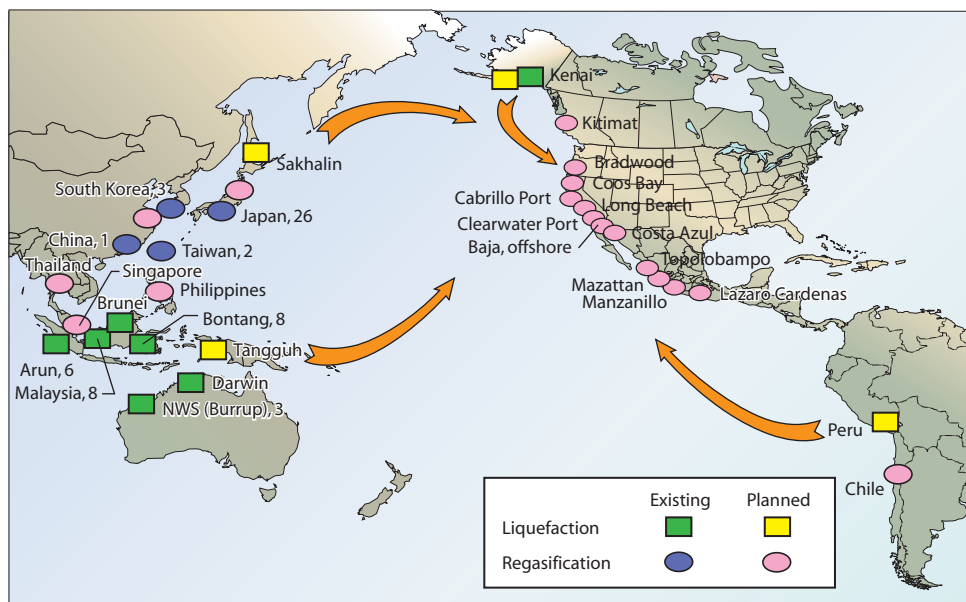 Kenai
Kitimat
Sakhalin
Bradwood
South Korea, 3
Coos Bay
Cabrillo Port
Long Beach
Japan, 26
Clearwater Port
Costa Azul
China, 1
Baja, offshore
Taiwan, 2
Thailand
Topolobampo
Singapore
Mazattan
Philippines
Lazaro Cardenas
Brunei
Manzanillo
Bontang, 8
Tangguh
Arun, 6
Darwin
Malaysia, 8
NWS (Burrup), 3
Peru
Chile
Existing Planned
Liquefaction
Regasification